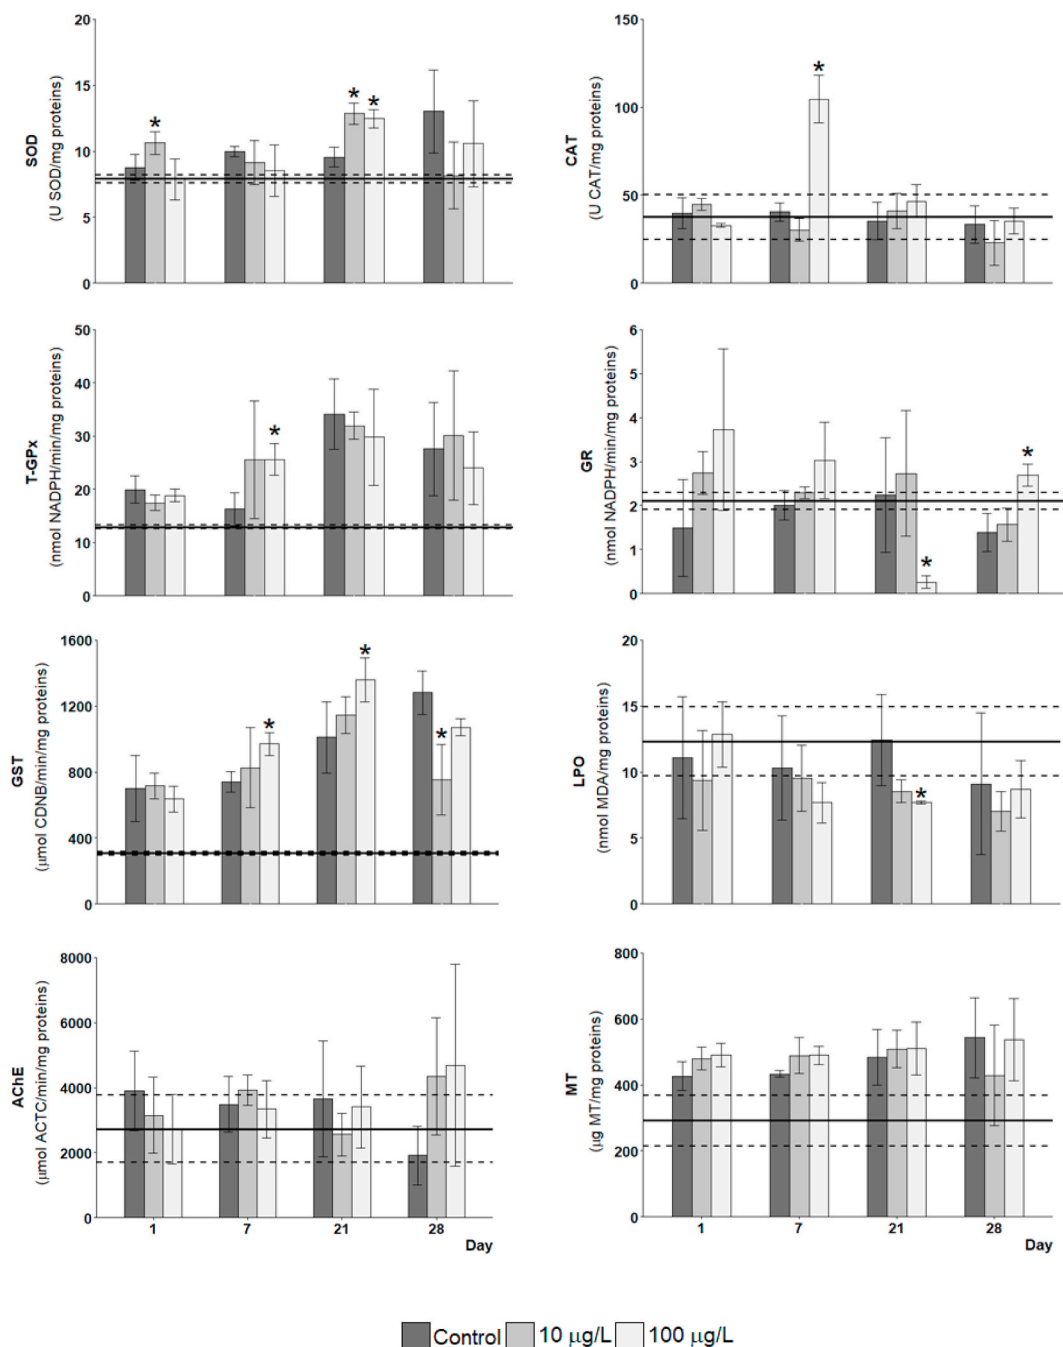 SOD
(U SOD/mg proteins)
20
15
10
5
0
*
*
*
CAT
(U CAT/mg proteins)
150
100
50
0
*
T-GPx
(nmol NADPH/min/mg proteins)
50
40
30
20
10
0
*
GR
(nmol NADPH/min/mg proteins)
6
5
4
3
2
1
0
*
*
GST
(μmol CDNB/min/mg proteins)
1600
1200
800
400
0
*
*
*
LPO
(nmol MDA/mg proteins)
20
15
10
5
0
*
AChE
(μmol ACTC/min/mg proteins)
8000
6000
4000
2000
0
1 7 21 28
Day
MT
(μg MT/mg proteins)
800
600
400
200
0
1 7 21 28
Day
Control 10 μg/L 100 μg/L